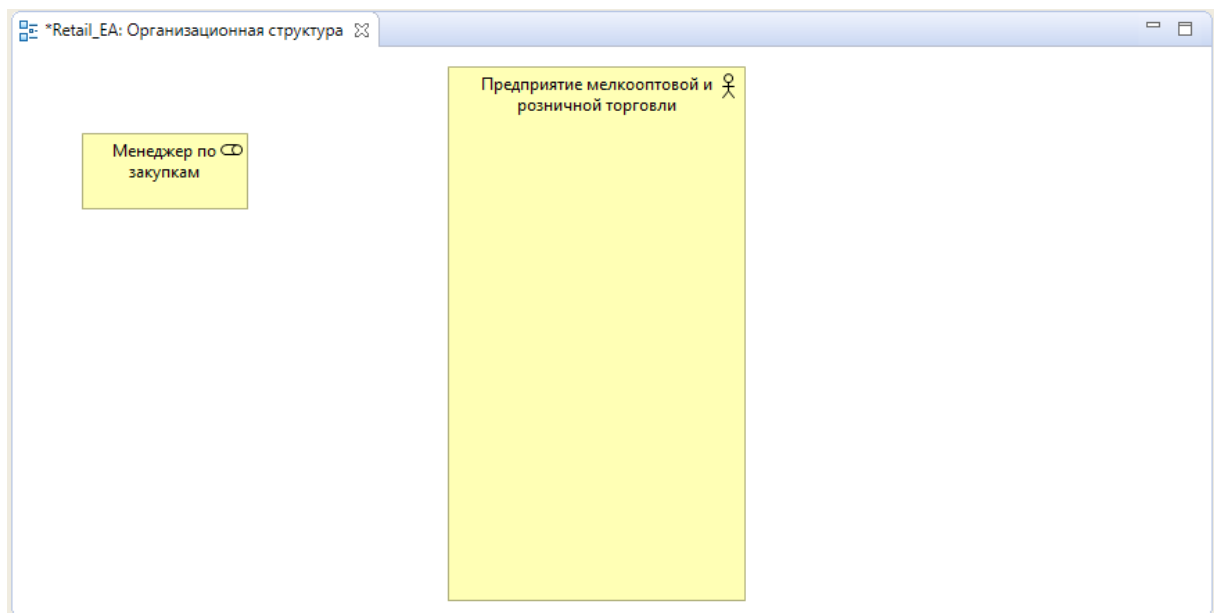 *Retail_EA: Организационная структура
Предприятие мелкооптовой и
розничной торговли
Менеджер по
закупкам